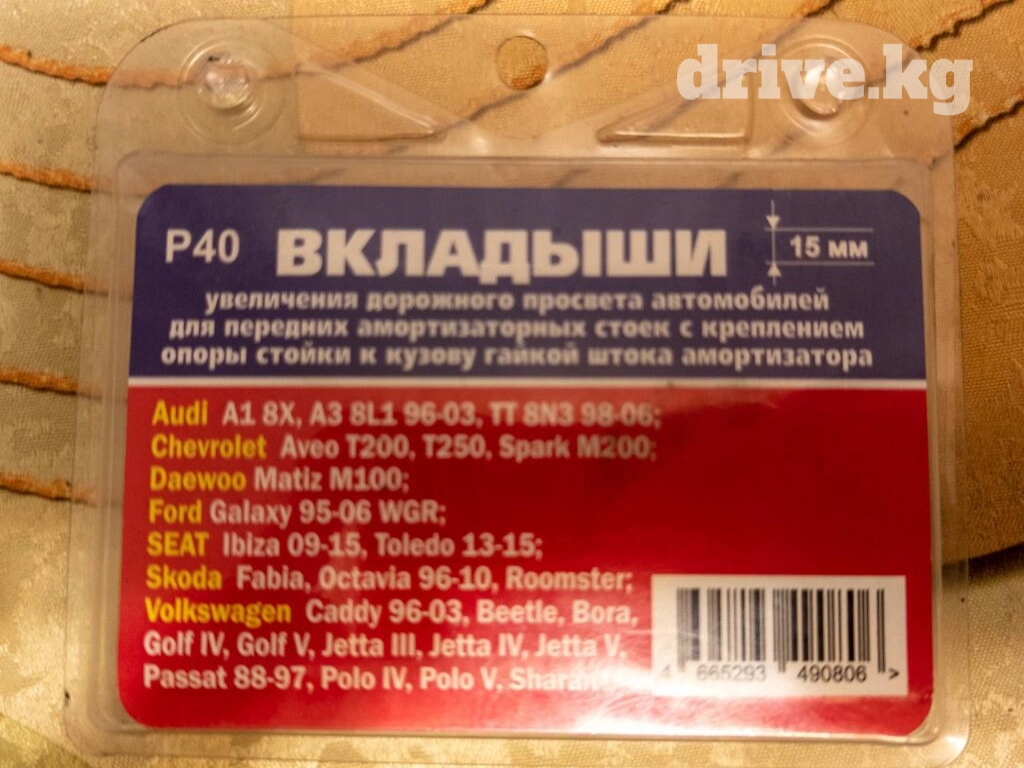 drive.kg
P40 ВКЛАДЫШИ 15 мм
увеличения дорожного просвета автомобилей
для передних амортизаторных стоек с креплением
опоры стойки к кузову гайкой штока амортизатора
Audi A1 8X, A3 8L1 96-03, TT 8N3 98-06;
Chevrolet Aveo T200, T250, Spark M200;
Daewoo Matiz M100;
Ford Galaxy 95-06 WGR;
SEAT Ibiza 09-15, Toledo 13-15;
Skoda Fabia, Octavia 96-10, Roomster;
Volkswagen Caddy 96-03, Beetle, Bora,
Golf IV, Golf V, Jetta III, Jetta IV, Jetta V,
Passat 88-97, Polo IV, Polo V, Sharan
4 665293 490806 >